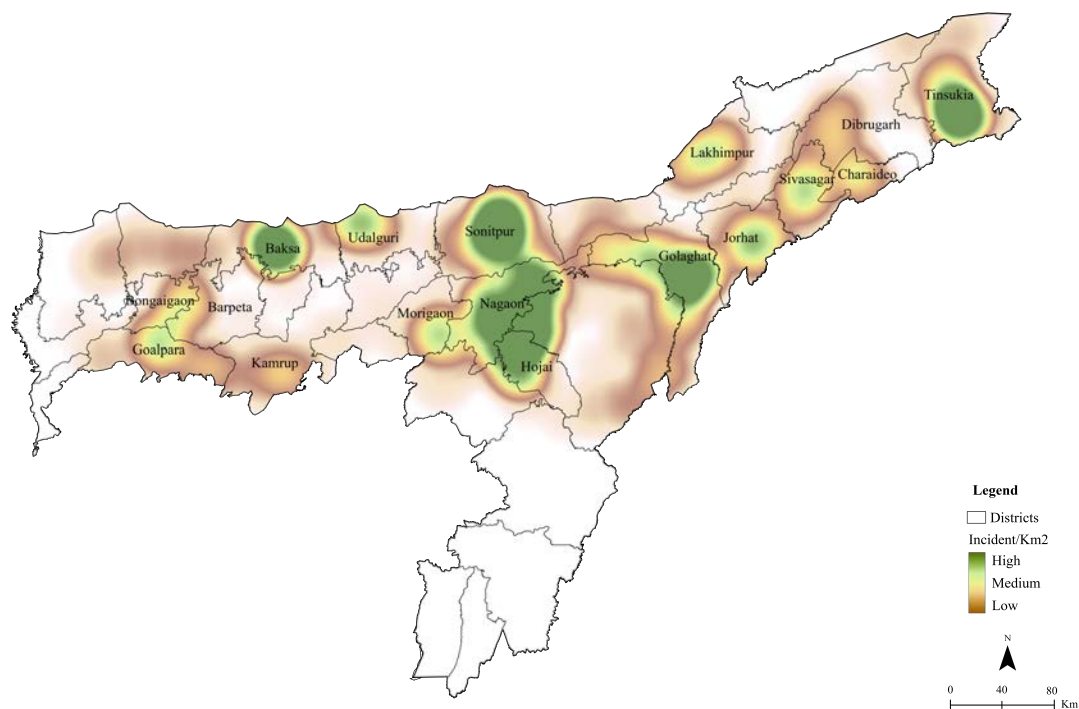 Tinsukia
Dibrugarh
Lakhimpur
Sivasagar
Charaideo
Sonitpur
Udalguri
Baksa
Jorhat
Golaghat
Nagaon
Bongaigaon
Barpeta
Morigaon
Goalpara
Kamrup
Hojai
Legend
Districts
Incident/Km2
High
Medium
Low
N
0 40 80
Km